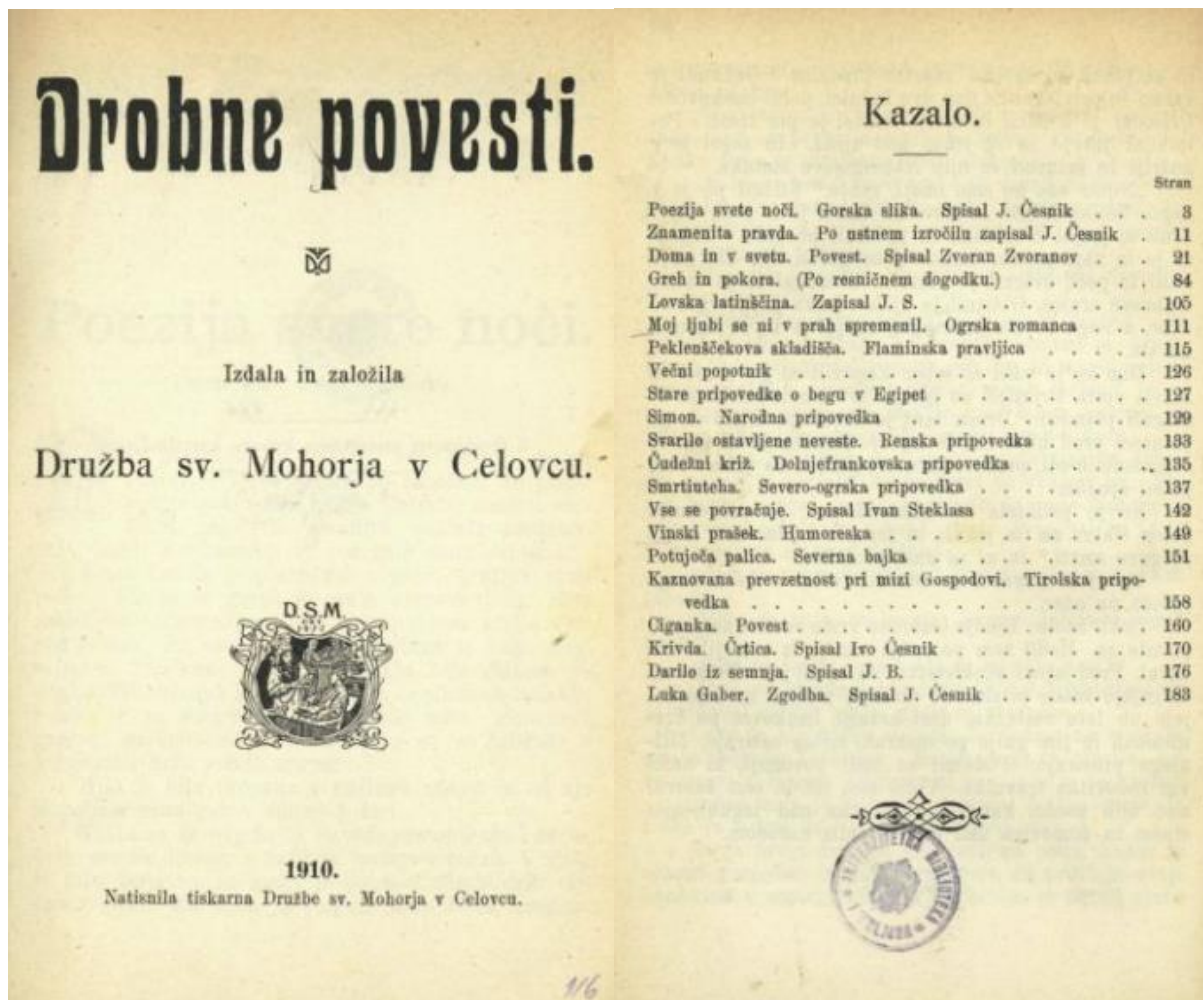 Drobne povesti.
Izdala in založila
Družba sv. Mohorja v Celovcu.
D.S.M.
1910.
Natisnila tiskarna Družbe sv. Mohorja v Celovcu.
116
Kazalo.
Stran
Poezija svete noči. Gorska slika. Spisal J. Česnik . . . 3
Znamenita pravda. Po ustnem izročilu zapisal J. Česnik . 11
Doma in v svetu. Povest. Spisal Zvoran Zvoranov . . . 21
Greh in pokora. (Po resničnem dogodku.) . . . . . . 84
Lovska latinščina. Zapisal J. S. . . . . . . . . . . 105
Moj ljubi se ni v prah spremenil. Ogrska romanca . . . 111
Peklenščekova skladišča. Flaminska pravljica . . . . . 115
Večni popotnik . . . . . . . . . . . . . . . . 126
Stare pripovedke o begu v Egipet . . . . . . . . . . 127
Simon. Narodna pripovedka . . . . . . . . . . . . 129
Svarilo ostavljene neveste. Renska pripovedka . . . . . 133
Čudežni križ. Dolnjefrankovska pripovedka . . . . . . 135
Smrtinteha. Severo-ogrska pripovedka . . . . . . . . 137
Vse se povračuje. Spisal Ivan Steklasa . . . . . . . 142
Vinski prašek. Humoreska . . . . . . . . . . . . 149
Potujoča palica. Severna bajka . . . . . . . . . . 151
Kaznovana prevzetnost pri mizi Gospodovi. Tirolska pripo-
vedka . . . . . . . . . . . . . . . . . 158
Ciganka. Povest . . . . . . . . . . . . . . . 160
Krivda. Črtica. Spisal Ivo Česnik . . . . . . . . . 170
Darilo iz semnja. Spisal J. B. . . . . . . . . . . 176
Luka Gaber. Zgodba. Spisal J. Česnik . . . . . . . 183